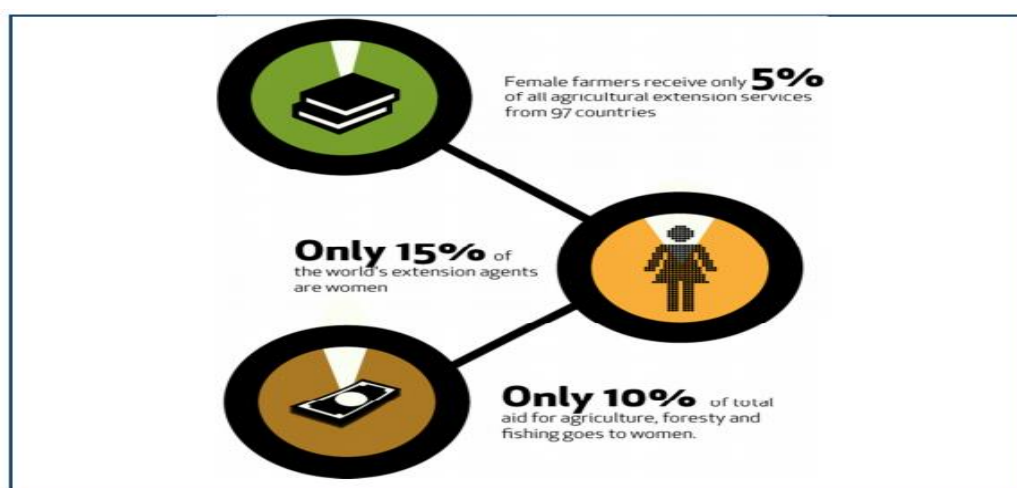 Female farmers receive only 5%
of all agricultural extension services
from 97 countries
Only 15% of
the world's extension agents
are women
Only 10% of total
aid for agriculture, foresty and
fishing goes to women.